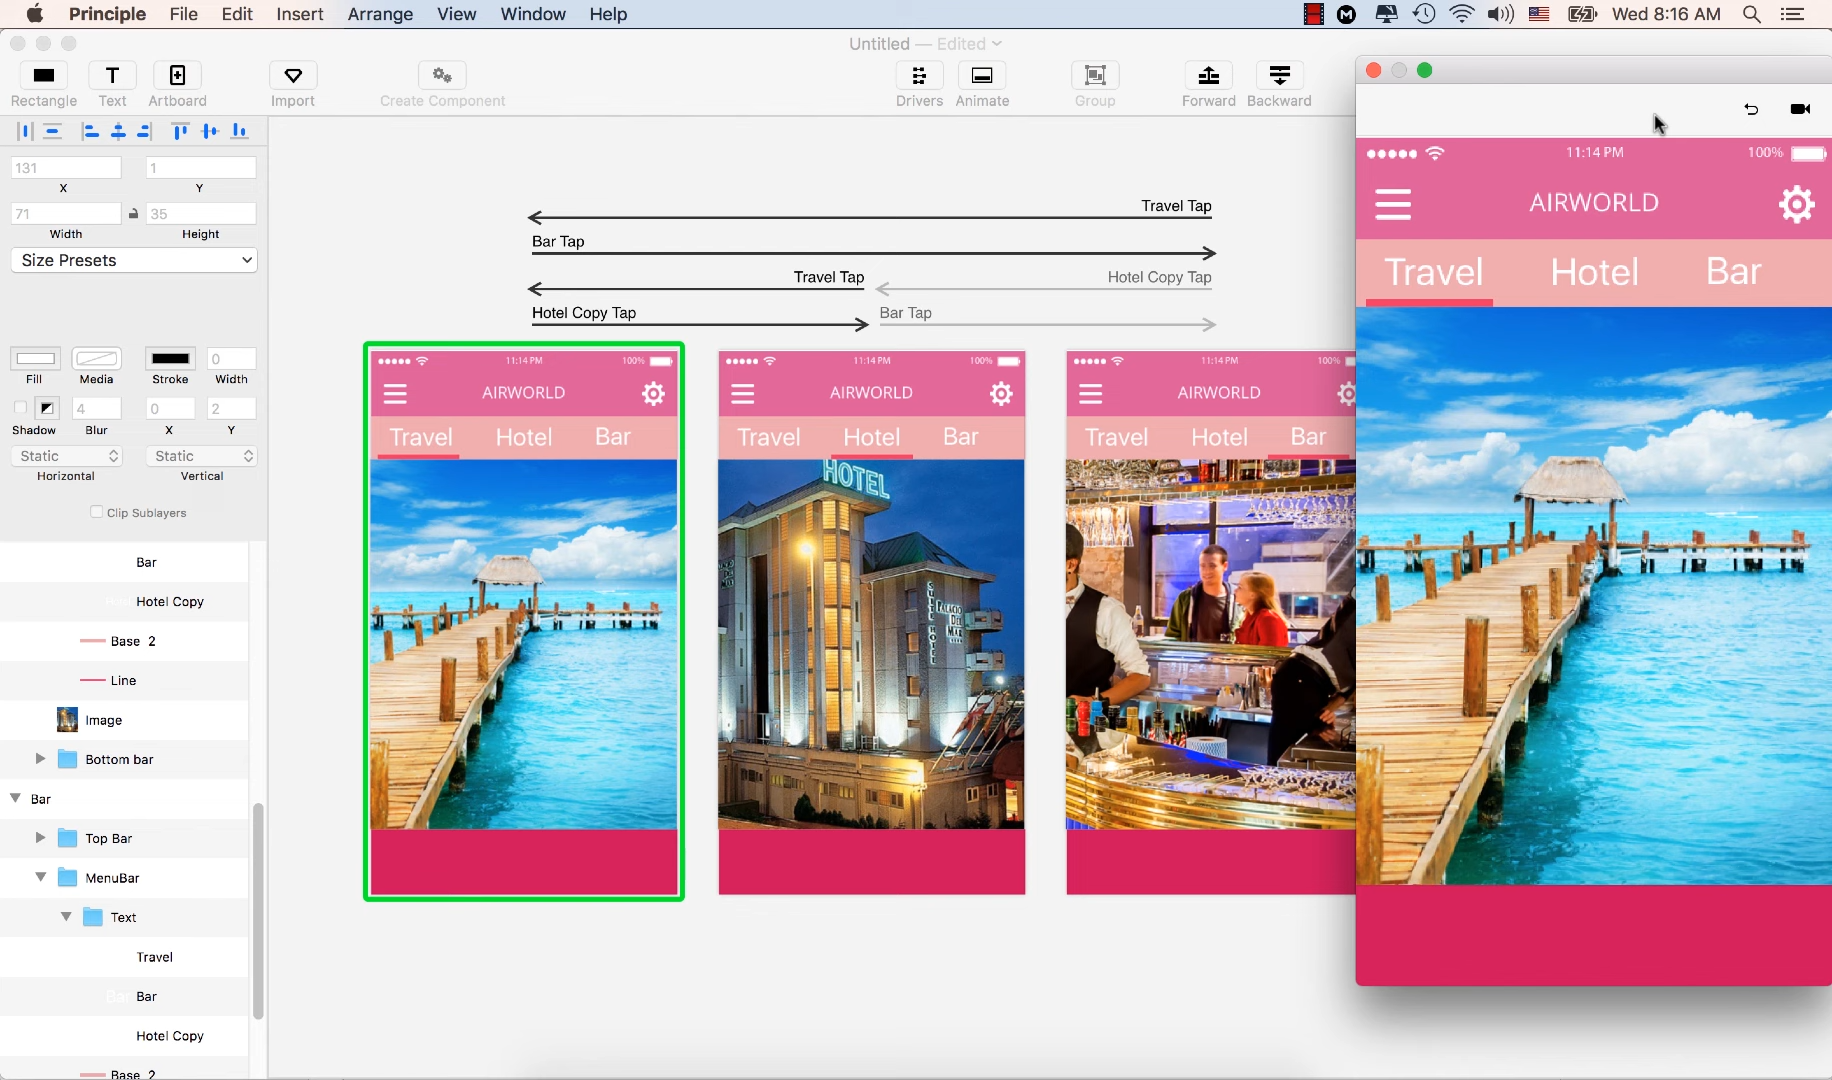 Principle File Edit Insert Arrange View Window Help
Wed 8:16 AM
Untitled — Edited
Rectangle Text Artboard Import Create Component Drivers Animate Group Forward Backward
131 1
X Y
71 35
Width Height
Size Presets
0
Fill Media Stroke Width
4 0 2
Shadow Blur X Y
Static Static
Horizontal Vertical
Clip Sublayers
Bar
Hotel Copy
Base 2
Line
Image
Bottom bar
Bar
Top Bar
MenuBar
Text
Travel
Bar Bar
Hotel Copy
Base 2
Travel Tap
Bar Tap
Travel Tap Hotel Copy Tap
Hotel Copy Tap Bar Tap
11:14 PM 100%
AIRWORLD
Travel Hotel Bar
11:14 PM 100%
AIRWORLD
Travel Hotel Bar
HOTEL
SUITE HOTEL
PALACIO
DEL
MAR
11:14 PM 100%
AIRWORLD
Travel Hotel Bar
11:14 PM 100%
AIRWORLD
Travel Hotel Bar